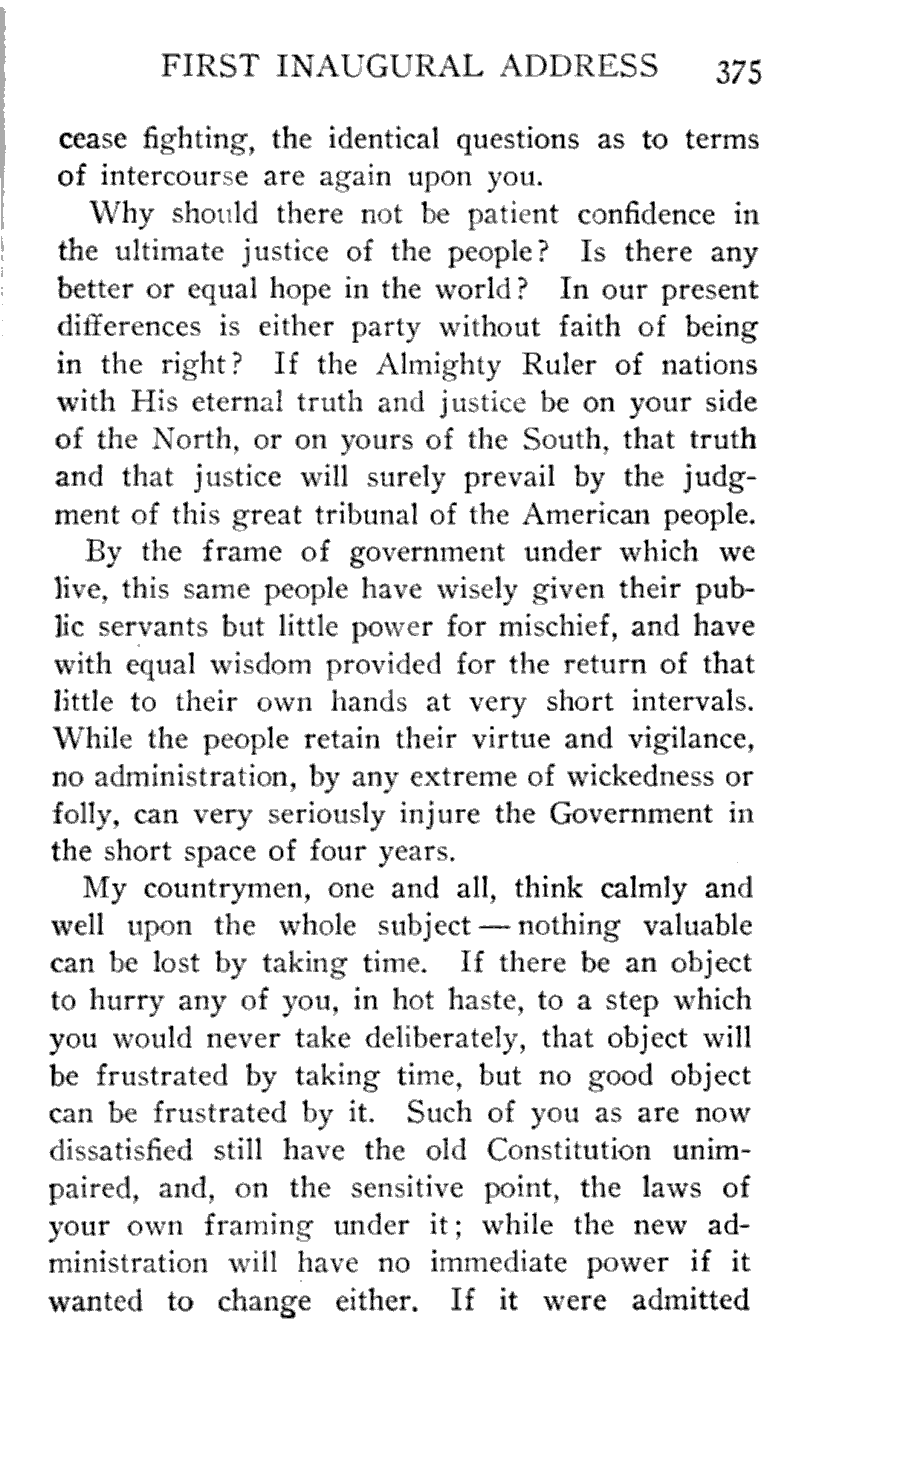 FIRST INAUGURAL ADDRESS 375
cease fighting, the identical questions as to terms
of intercourse are again upon you.
Why should there not be patient confidence in
the ultimate justice of the people? Is there any
better or equal hope in the world? In our present
differences is either party without faith of being
in the right? If the Almighty Ruler of nations
with His eternal truth and justice be on your side
of the North, or on yours of the South, that truth
and that justice will surely prevail by the judg-
ment of this great tribunal of the American people.
By the frame of government under which we
live, this same people have wisely given their pub-
lic servants but little power for mischief, and have
with equal wisdom provided for the return of that
little to their own hands at very short intervals.
While the people retain their virtue and vigilance,
no administration, by any extreme of wickedness or
folly, can very seriously injure the Government in
the short space of four years.
My countrymen, one and all, think calmly and
well upon the whole subject — nothing valuable
can be lost by taking time. If there be an object
to hurry any of you, in hot haste, to a step which
you would never take deliberately, that object will
be frustrated by taking time, but no good object
can be frustrated by it. Such of you as are now
dissatisfied still have the old Constitution unim-
paired, and, on the sensitive point, the laws of
your own framing under it; while the new ad-
ministration will have no immediate power if it
wanted to change either. If it were admitted